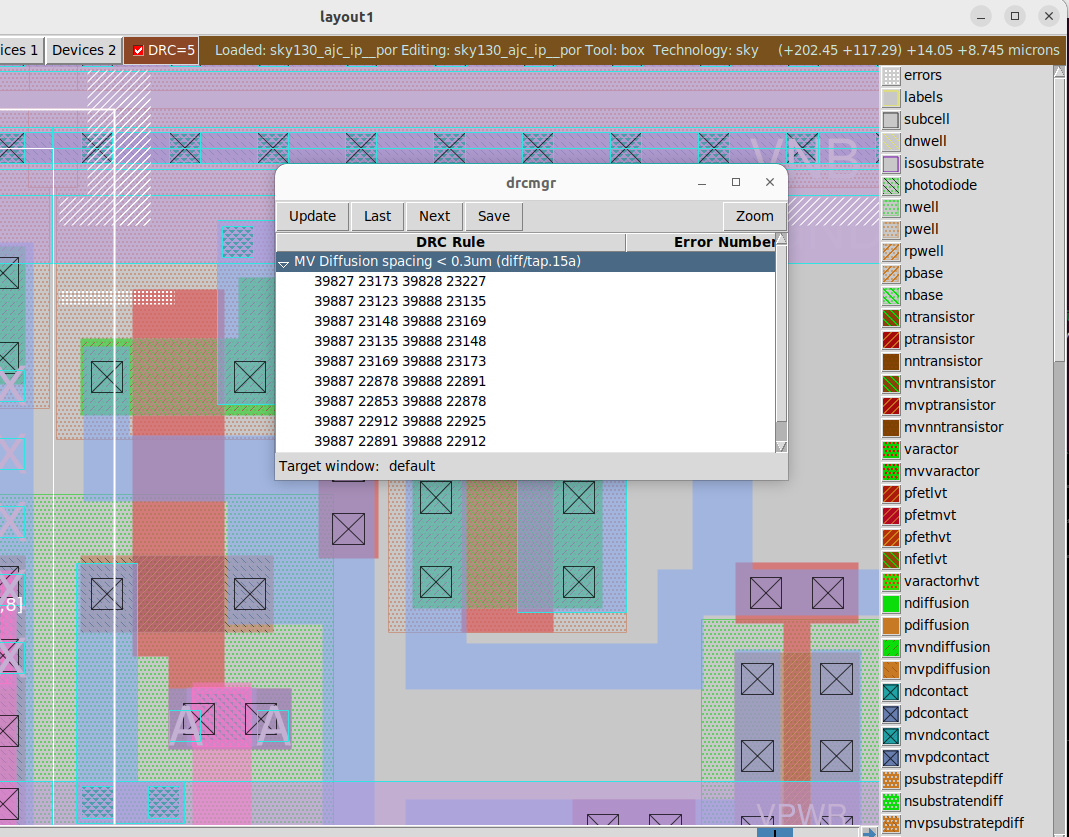 layout1
ices 1 Devices 2 DRC=5 Loaded: sky130_ajc_ip__por Editing: sky130_ajc_ip__por Tool: box Technology: sky (+202.45 +117.29) +14.05 +8.745 microns
errors
labels
subcell
dnwell
isosubstrate
photodiode
nwell
pwell
rpwell
pbase
nbase
ntransistor
ptransistor
nntransistor
mvntransistor
mvptransistor
mvnntransistor
varactor
mvvaractor
pfetlvt
pfetmvt
pfethvt
nfetlvt
varactorhvt
ndiffusion
pdiffusion
mvndiffusion
mvpdiffusion
ndcontact
pdcontact
mvndcontact
mvpdcontact
psubstratepdiff
nsubstratendiff
mvpsubstratepdiff
VNB
drcmgr
Update Last Next Save Zoom
DRC Rule Error Number
MV Diffusion spacing < 0.3um (diff/tap.15a)
39827 23173 39828 23227
39887 23123 39888 23135
39887 23148 39888 23169
39887 23135 39888 23148
39887 23169 39888 23173
39887 22878 39888 22891
39887 22853 39888 22878
39887 22912 39888 22925
39887 22891 39888 22912
Target window: default
X
X
X
X
X
,8]
A A
VPWR